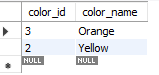 color_id color_name
3 Orange
2 Yellow
NULL NULL